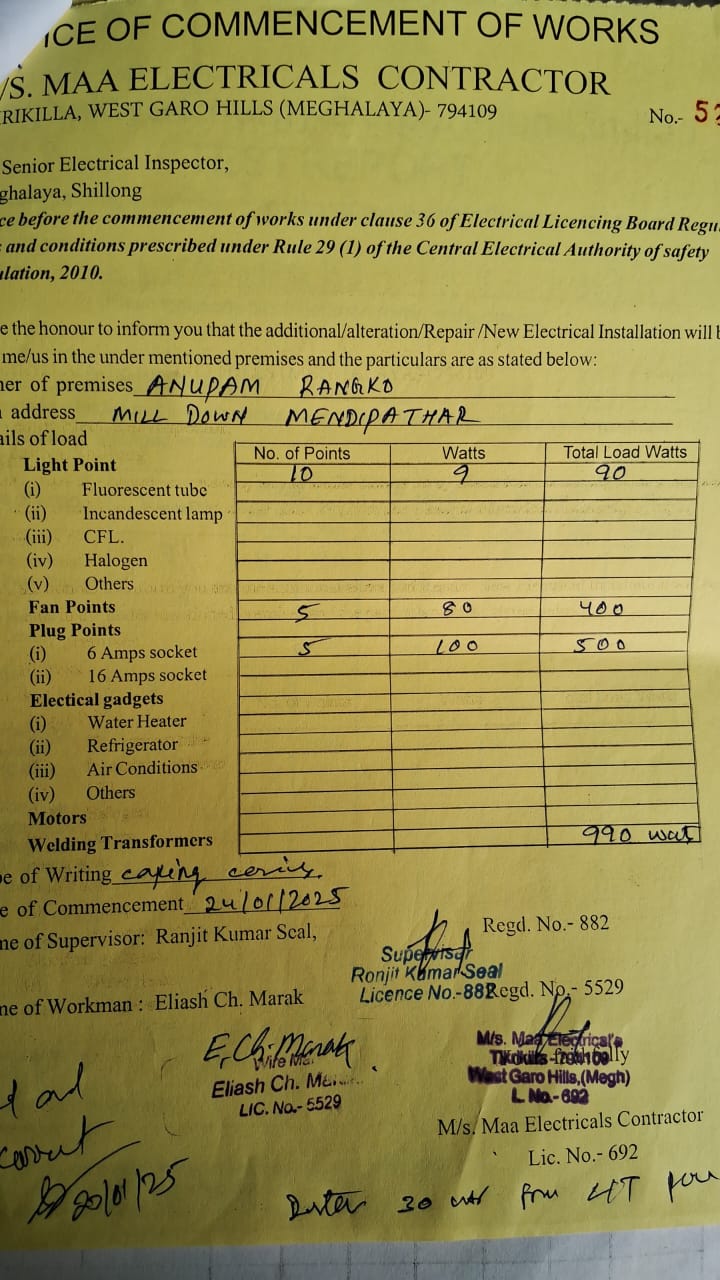 ICE OF COMMENCEMENT OF WORKS
/S. MAA ELECTRICALS CONTRACTOR
RIKILLA, WEST GARO HILLS (MEGHALAYA)- 794109
No.- 52
Senior Electrical Inspector,
ghalaya, Shillong
ce before the commencement of works under clause 36 of Electrical Licencing Board Regu
and conditions prescribed under Rule 29 (1) of the Central Electrical Authority of safety
ulation, 2010.
e the honour to inform you that the additional/alteration/Repair /New Electrical Installation will b
me/us in the under mentioned premises and the particulars are as stated below:
ner of premises ANUPAM RANGKO
address MILL DOWN MENDIPATHAR
ails of load
No. of Points Watts Total Load Watts
Light Point 10 9 90
(i) Fluorescent tube
(ii) Incandescent lamp
(iii) CFL.
(iv) Halogen
(v) Others
Fan Points 5 80 400
Plug Points
(i) 6 Amps socket 5 100 500
(ii) 16 Amps socket
Electical gadgets
(i) Water Heater
(ii) Refrigerator
(iii) Air Conditions
(iv) Others
Motors
Welding Transformers 990 wat
e of Writing caping
e of Commencement 24/01/2025
ne of Supervisor: Ranjit Kumar Seal, Regd. No.- 882
Supervisor
Ronjit Kumar Seal
Licence No.-882
ne of Workman : Eliash Ch. Marak Regd. No.- 5529
E. Ch. Marak
Eliash Ch. Ma
LIC. No.- 5529
M/s. Maa Electrical's
West Garo Hills,(Megh)
L No.-692
M/s. Maa Electricals Contractor
Lic. No.- 692
correct
20/01/25
30 from LT